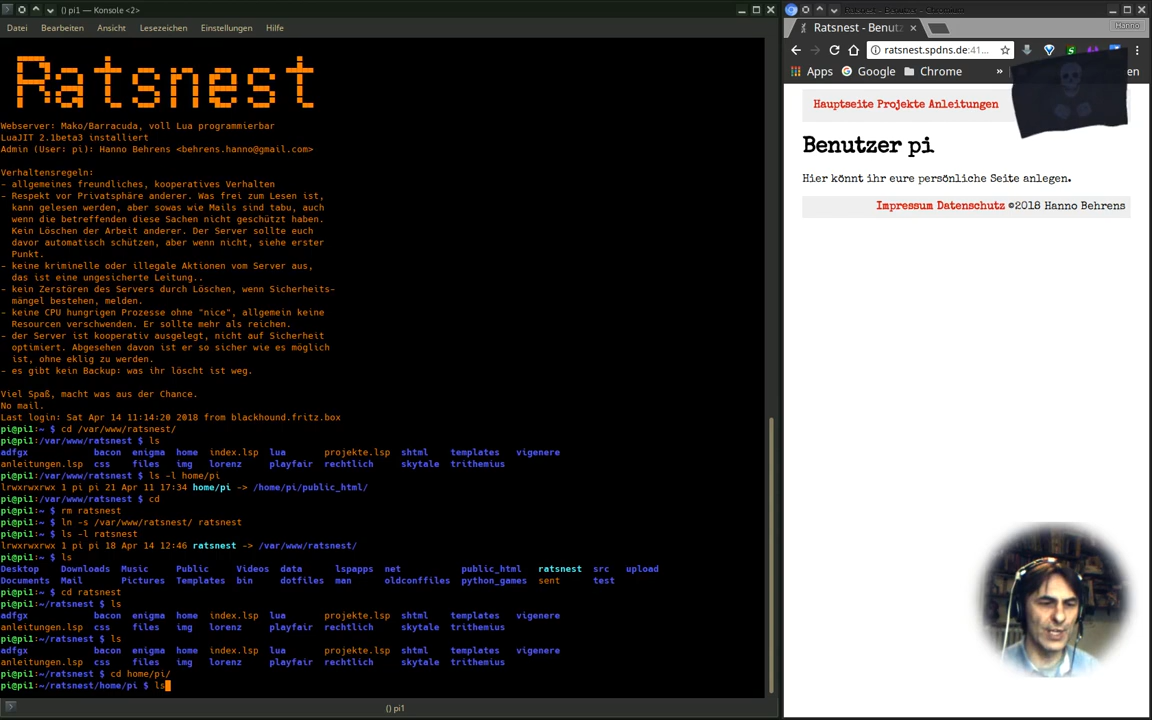 () pi1 — Konsole <2>
Datei Bearbeiten Ansicht Lesezeichen Einstellungen Hilfe
Ratsnest
Webserver: Mako/Barracuda, voll Lua programmierbar
LuaJIT 2.1beta3 installiert
Admin (User: pi): Hanno Behrens <behrens.hanno@gmail.com>
Verhaltensregeln:
- allgemeines freundliches, kooperatives Verhalten
- Respekt vor Privatsphäre anderer. Was frei zum Lesen ist,
kann gelesen werden, aber sowas wie Mails sind tabu, auch
wenn die betreffenden diese Sachen nicht geschützt haben.
Kein Löschen der Arbeit anderer. Der Server sollte euch
davor automatisch schützen, aber wenn nicht, siehe erster
Punkt.
- keine kriminelle oder illegale Aktionen vom Server aus,
das ist eine ungesicherte Leitung..
- kein Zerstören des Servers durch Löschen, wenn Sicherheits-
mängel bestehen, melden.
- keine CPU hungrigen Prozesse ohne "nice", allgemein keine
Resourcen verschwenden. Er sollte mehr als reichen.
- der Server ist kooperativ ausgelegt, nicht auf Sicherheit
optimiert. Abgesehen davon ist er so sicher wie es möglich
ist, ohne eklig zu werden.
- es gibt kein Backup: was ihr löscht ist weg.
Viel Spaß, macht was aus der Chance.
No mail.
Last login: Sat Apr 14 11:14:20 2018 from blackhound.fritz.box
pi@pi1:~ $ cd /var/www/ratsnest/
pi@pi1:/var/www/ratsnest $ ls
adfgx bacon enigma home index.lsp lua projekte.lsp shtml templates vigenere
anleitungen.lsp css files img lorenz playfair rechtlich skytale trithemius
pi@pi1:/var/www/ratsnest $ ls -l home/pi
lrwxrwxrwx 1 pi pi 21 Apr 11 17:34 home/pi -> /home/pi/public_html/
pi@pi1:/var/www/ratsnest $ cd
pi@pi1:~ $ rm ratsnest
pi@pi1:~ $ ln -s /var/www/ratsnest/ ratsnest
pi@pi1:~ $ ls -l ratsnest
lrwxrwxrwx 1 pi pi 18 Apr 14 12:46 ratsnest -> /var/www/ratsnest/
pi@pi1:~ $ ls
Desktop Downloads Music Public Videos data lspapps net public_html ratsnest src upload
Documents Mail Pictures Templates bin dotfiles man oldconffiles python_games sent test
pi@pi1:~ $ cd ratsnest
pi@pi1:~/ratsnest $ ls
adfgx bacon enigma home index.lsp lua projekte.lsp shtml templates vigenere
anleitungen.lsp css files img lorenz playfair rechtlich skytale trithemius
pi@pi1:~/ratsnest $ ls
adfgx bacon enigma home index.lsp lua projekte.lsp shtml templates vigenere
anleitungen.lsp css files img lorenz playfair rechtlich skytale trithemius
pi@pi1:~/ratsnest $ cd home/pi/
pi@pi1:~/ratsnest/home/pi $ ls
() pi1
Ratsnest - Benutzer - Chromium
Ratsnest - Benut
Hanno
ratsnest.spdns.de:41...
Apps Google Chrome » en
Hauptseite Projekte Anleitungen
Benutzer pi
Hier könnt ihr eure persönliche Seite anlegen.
Impressum Datenschutz ©2018 Hanno Behrens